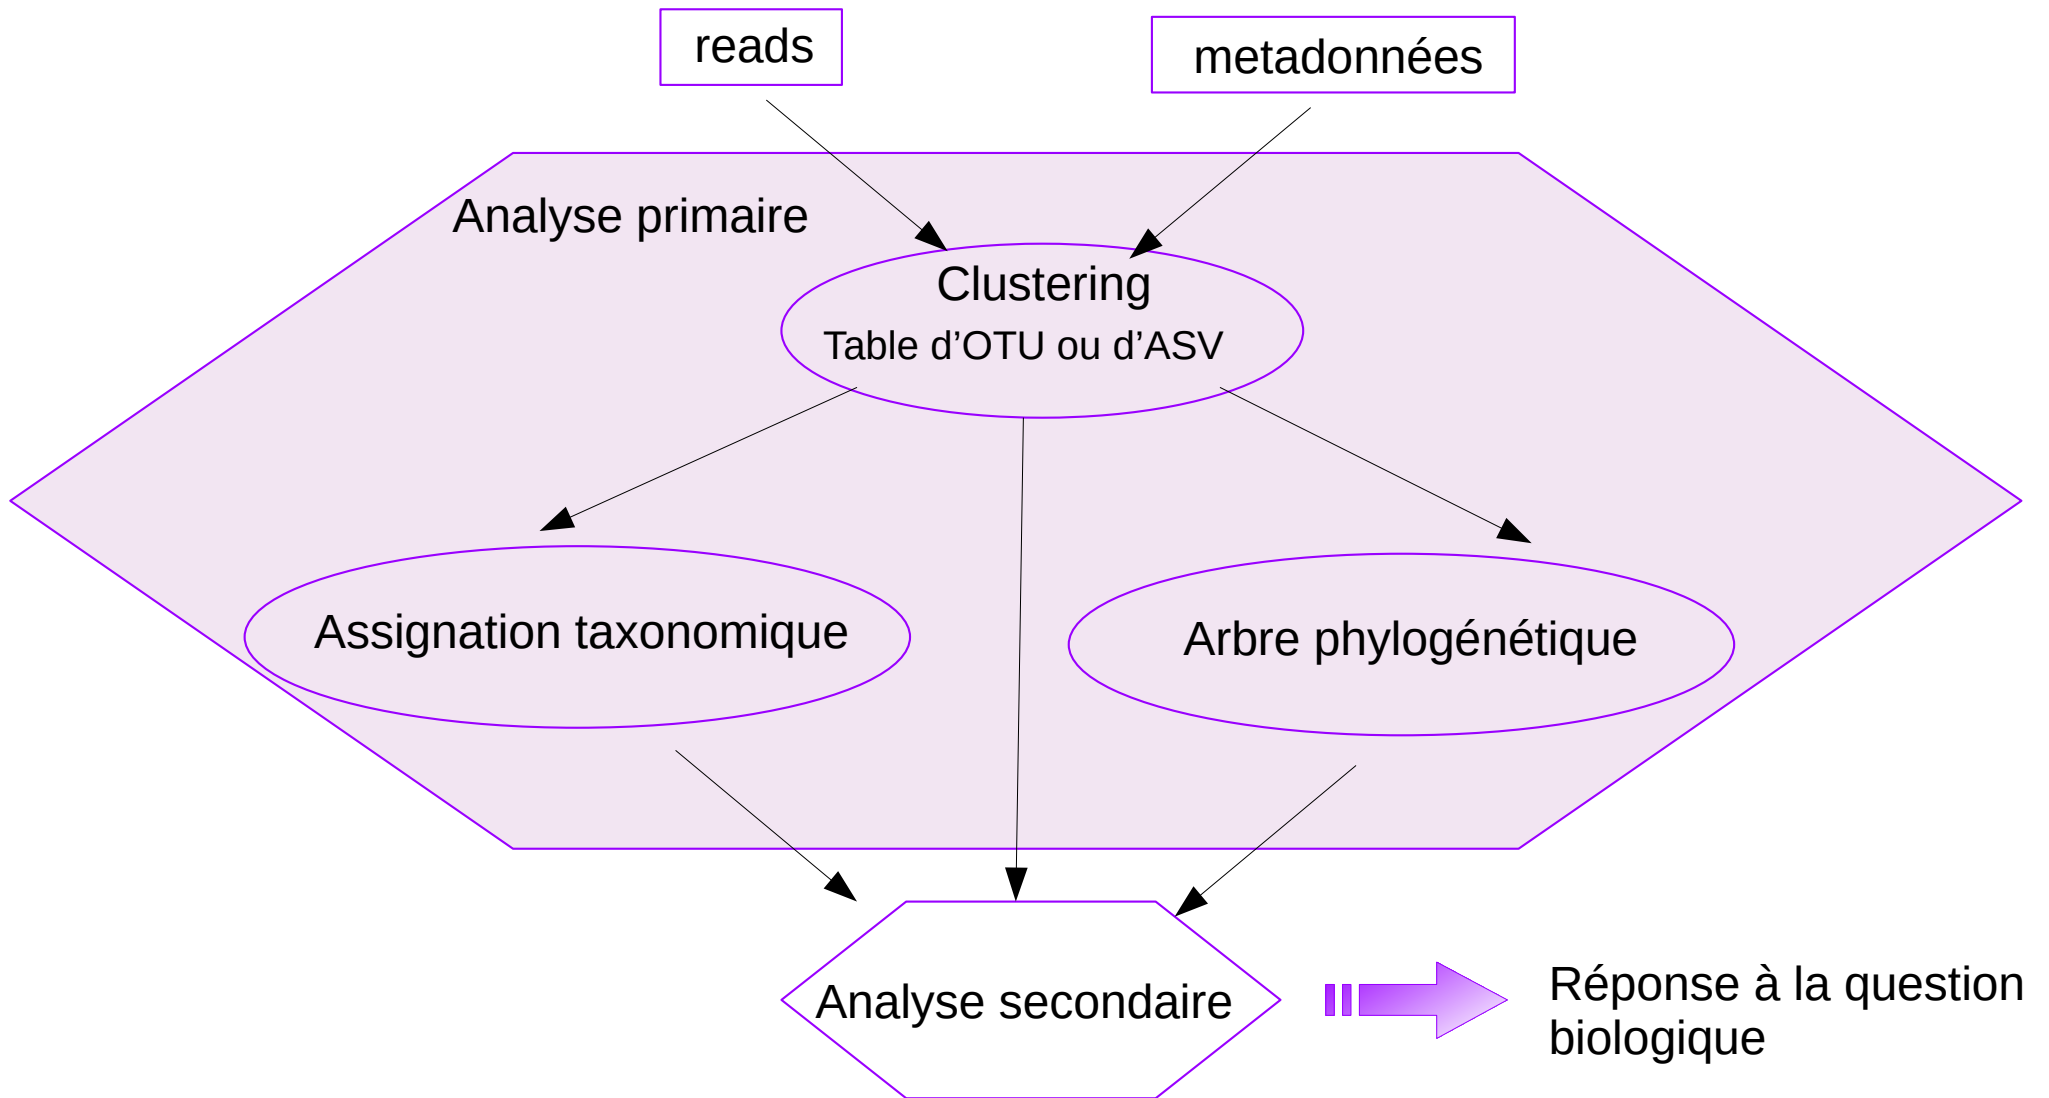 reads
metadonnées
Analyse primaire
Clustering
Table d’OTU ou d’ASV
Assignation taxonomique
Arbre phylogénétique
Analyse secondaire
Réponse à la question
biologique